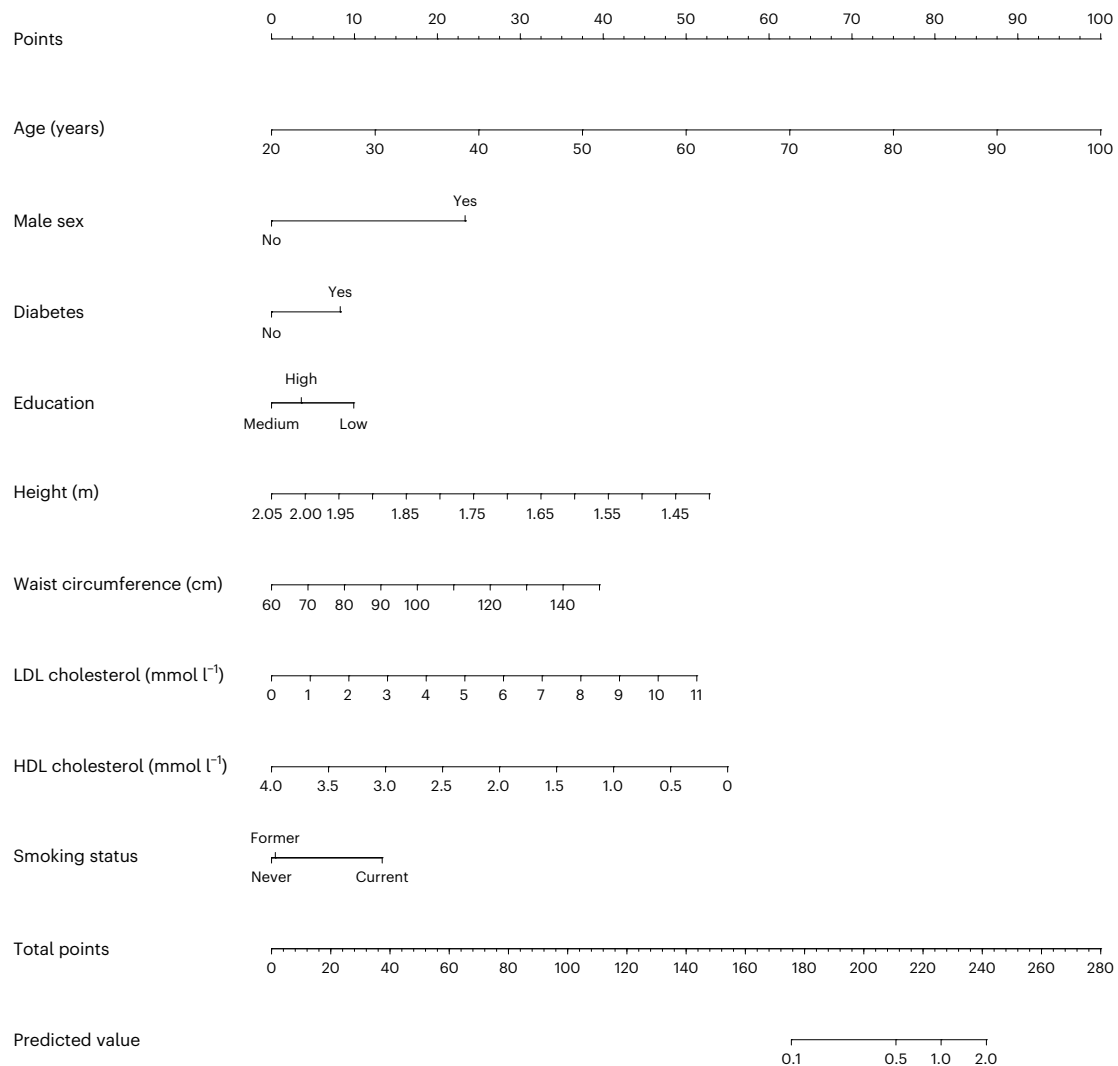 0 10 20 30 40 50 60 70 80 90 100
Points
Age (years)
20 30 40 50 60 70 80 90 100
Yes
Male sex
No
Yes
Diabetes
No
High
Education
Medium Low
Height (m)
2.05 2.00 1.95 1.85 1.75 1.65 1.55 1.45
Waist circumference (cm)
60 70 80 90 100 120 140
LDL cholesterol (mmol l⁻¹)
0 1 2 3 4 5 6 7 8 9 10 11
HDL cholesterol (mmol l⁻¹)
4.0 3.5 3.0 2.5 2.0 1.5 1.0 0.5 0
Former
Smoking status
Never Current
Total points
0 20 40 60 80 100 120 140 160 180 200 220 240 260 280
Predicted value
0.1 0.5 1.0 2.0